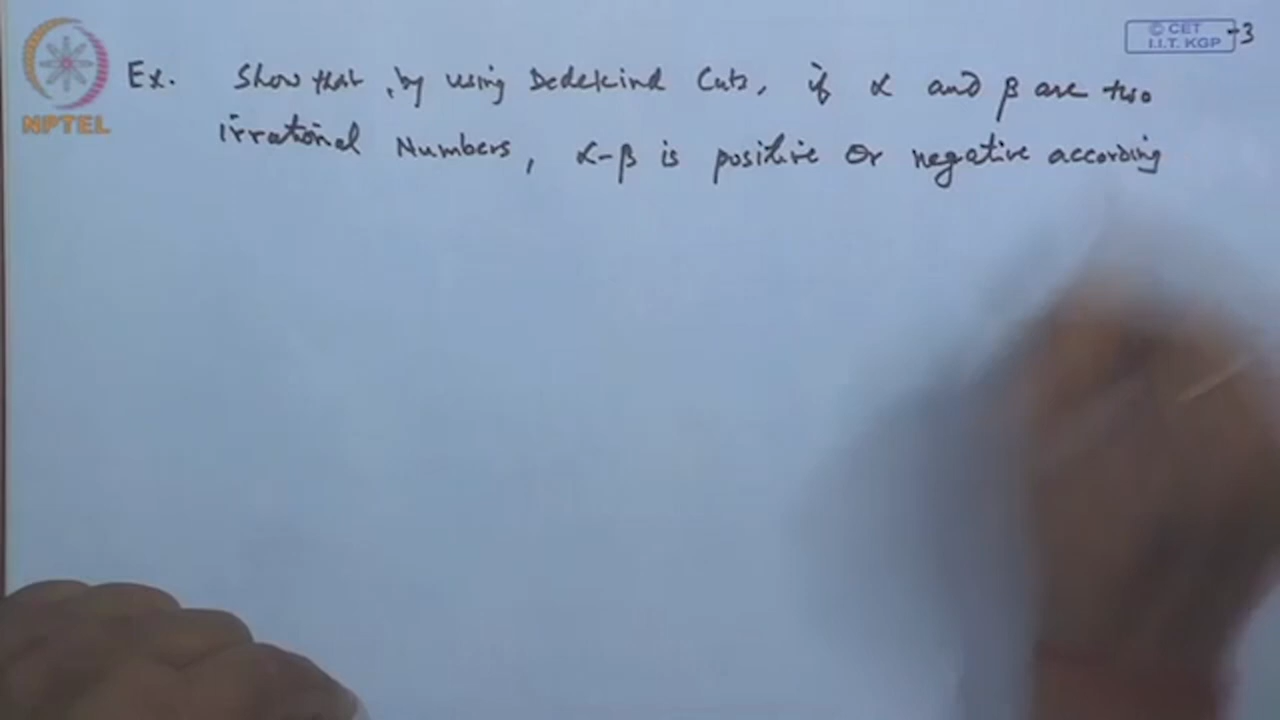 © CET
I.I.T. KGP
-3
NPTEL
Ex. Show that, by using Dedekind Cuts, if α and β are two
irrational Numbers, α-β is positive or negative according